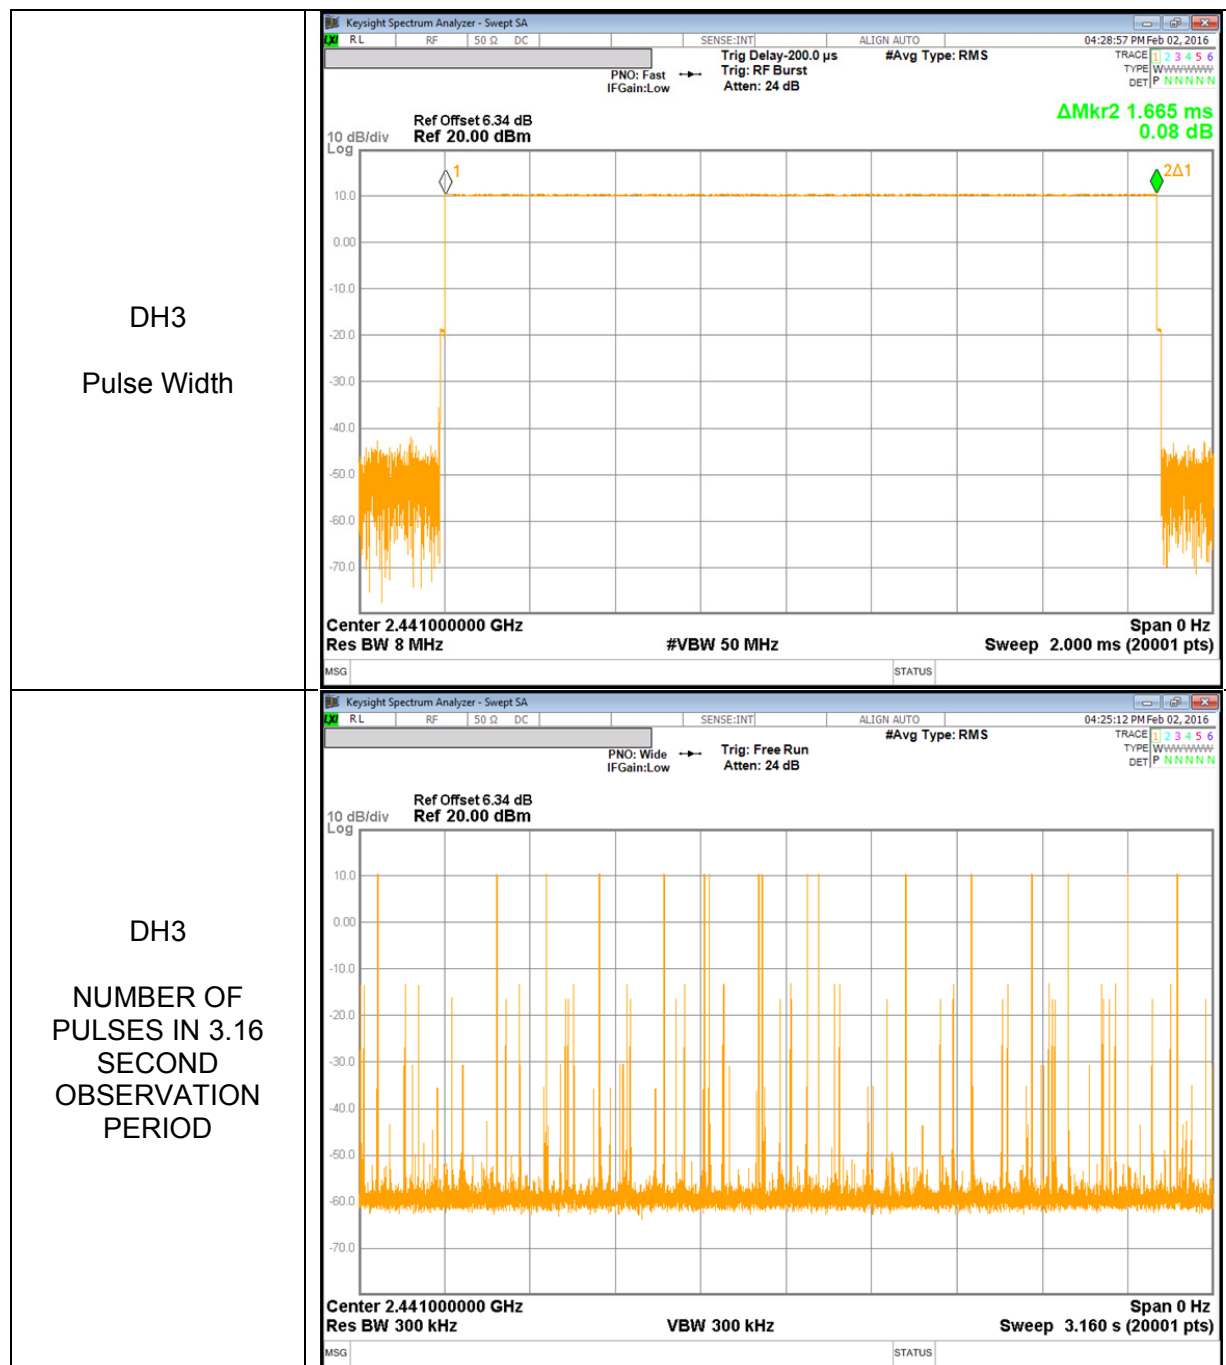 DH3
Pulse Width
Keysight Spectrum Analyzer - Swept SA
LXI RL RF 50 Ω DC SENSE:INT ALIGN AUTO 04:28:57 PM Feb 02, 2016
Trig Delay-200.0 µs #Avg Type: RMS TRACE 1 2 3 4 5 6
PNO: Fast Trig: RF Burst TYPE WWWWWW
IFGain:Low Atten: 24 dB DET P N N N N N
ΔMkr2 1.665 ms
0.08 dB
Ref Offset 6.34 dB
10 dB/div Ref 20.00 dBm
Log
1
2Δ1
10.0
0.00
-10.0
-20.0
-30.0
-40.0
-50.0
-60.0
-70.0
Center 2.441000000 GHz Span 0 Hz
Res BW 8 MHz #VBW 50 MHz Sweep 2.000 ms (20001 pts)
MSG STATUS
DH3
NUMBER OF
PULSES IN 3.16
SECOND
OBSERVATION
PERIOD
Keysight Spectrum Analyzer - Swept SA
LXI RL RF 50 Ω DC SENSE:INT ALIGN AUTO 04:25:12 PM Feb 02, 2016
#Avg Type: RMS TRACE 1 2 3 4 5 6
PNO: Wide Trig: Free Run TYPE WWWWWW
IFGain:Low Atten: 24 dB DET P N N N N N
Ref Offset 6.34 dB
10 dB/div Ref 20.00 dBm
Log
10.0
0.00
-10.0
-20.0
-30.0
-40.0
-50.0
-60.0
-70.0
Center 2.441000000 GHz Span 0 Hz
Res BW 300 kHz VBW 300 kHz Sweep 3.160 s (20001 pts)
MSG STATUS